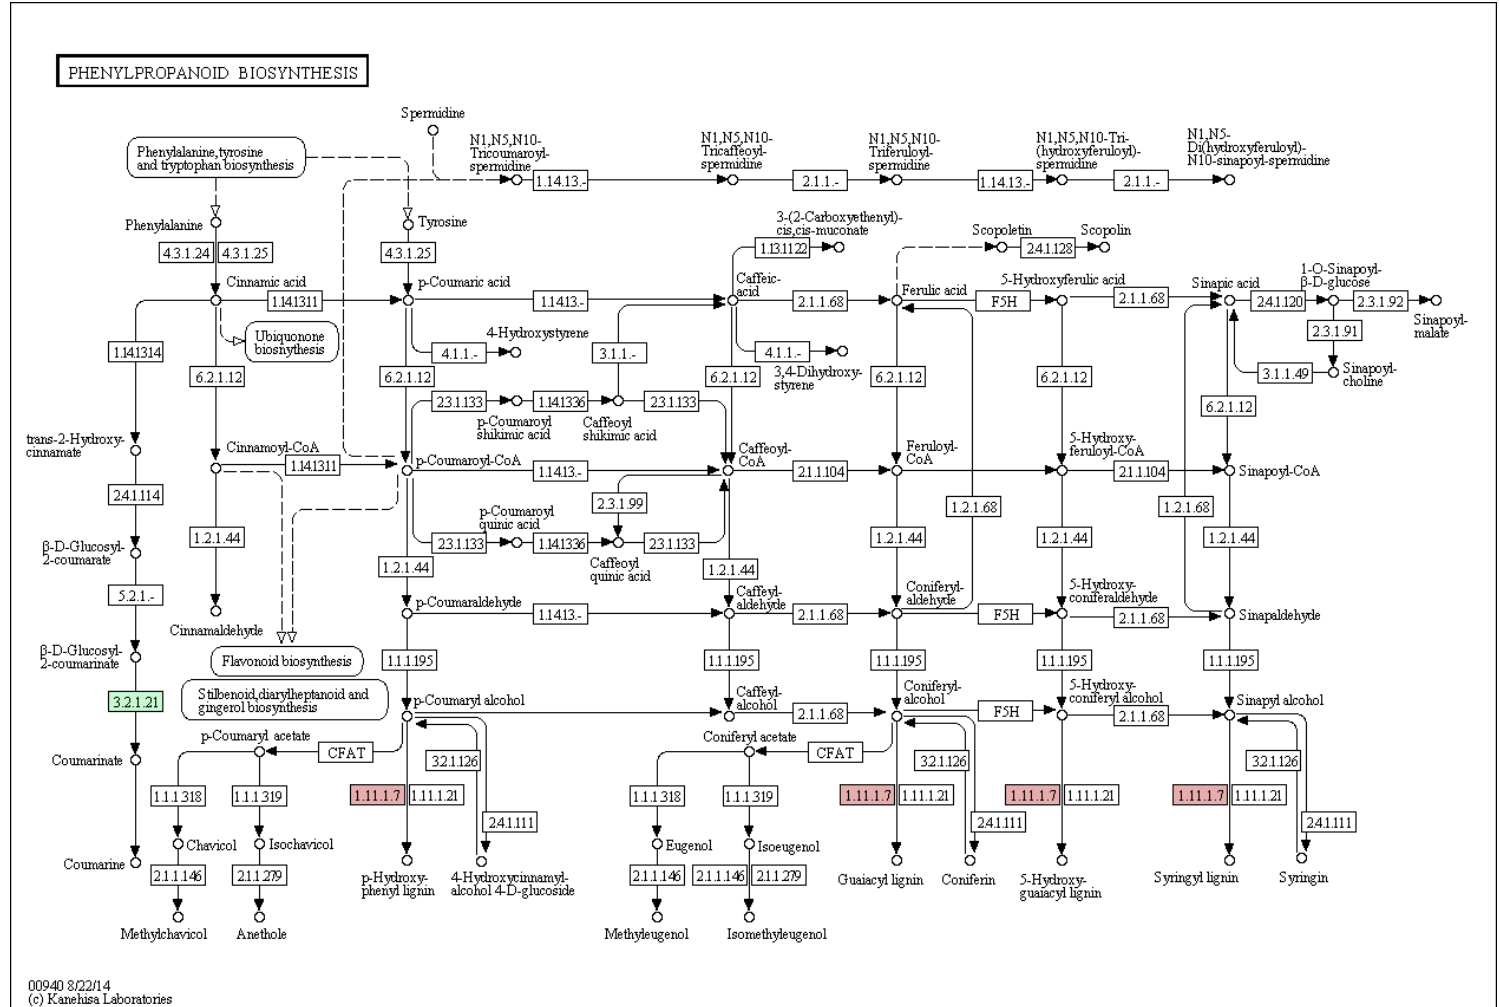 PHENYLPROPANOID BIOSYNTHESIS
Spermidine
Phenylalanine,tyrosine
and tryptophan biosynthesis
N1,N5,N10-
Tricoumaroyl-
spermidine
N1,N5,N10-
Tricaffeoyl-
spermidine
N1,N5,N10-
Triferuloyl-
spermidine
N1,N5,N10-Tri-
(hydroxyferuloyl)-
spermidine
N1,N5-
Di(hydroxyferuloyl)-
N10-sinapoyl-spermidine
1.14.13.-
2.1.1.-
1.14.13.-
2.1.1.-
Phenylalanine
Tyrosine
3-(2-Carboxyethenyl)-
cis,cis-muconate
Scopoletin
Scopolin
4.3.1.24
4.3.1.25
4.3.1.25
1.13.1122
2.4.1.128
Cinnamic acid
p-Coumaric acid
Caffeic-
acid
Ferulic acid
5-Hydroxyferulic acid
Sinapic acid
1-O-Sinapoyl-
β-D-glucose
1.14.1311
1.14.13.-
2.1.1.68
F5H
2.1.1.68
2.4.1.120
2.3.1.92
Sinapoyl-
malate
Ubiquonone
biosnythesis
4-Hydroxystyrene
2.3.1.91
1.14.1314
4.1.1.-
3.1.1.-
4.1.1.-
3,4-Dihydroxy-
styrene
3.1.1.49
Sinapoyl-
choline
6.2.1.12
6.2.1.12
6.2.1.12
6.2.1.12
6.2.1.12
6.2.1.12
2.3.1.133
1.14.1336
2.3.1.133
p-Coumaroyl
shikimic acid
Caffeoyl
shikimic acid
trans-2-Hydroxy-
cinnamate
Cinnamoyl-CoA
p-Coumaroyl-CoA
Caffeoyl-
CoA
Feruloyl-
CoA
5-Hydroxy-
feruloyl-CoA
Sinapoyl-CoA
1.14.1311
1.14.13.-
2.1.1.104
2.1.1.104
2.4.1.114
2.3.1.99
1.2.1.68
1.2.1.68
p-Coumaroyl
quinic acid
2.3.1.133
1.14.1336
2.3.1.133
Caffeoyl
quinic acid
1.2.1.44
1.2.1.44
1.2.1.44
1.2.1.44
1.2.1.44
1.2.1.44
β-D-Glucosyl-
2-coumarate
5.2.1.-
Cinnamaldehyde
p-Coumaraldehyde
1.14.13.-
Caffeyl-
aldehyde
2.1.1.68
Coniferyl-
aldehyde
F5H
5-Hydroxy-
coniferaldehyde
2.1.1.68
Sinapaldehyde
β-D-Glucosyl-
2-coumarinate
Flavonoid biosynthesis
1.1.1.195
1.1.1.195
1.1.1.195
1.1.1.195
1.1.1.195
3.2.1.21
Stilbenoid,diarylheptanoid and
gingerol biosynthesis
p-Coumaryl alcohol
Caffeyl-
alcohol
2.1.1.68
Coniferyl-
alcohol
F5H
5-Hydroxy-
coniferyl alcohol
2.1.1.68
Sinapyl alcohol
Coumarinate
p-Coumaryl acetate
CFAT
Coniferyl acetate
CFAT
3.2.1.126
3.2.1.126
3.2.1.126
1.1.1.318
1.1.1.319
1.11.1.7
1.11.1.21
1.1.1.318
1.1.1.319
1.11.1.7
1.11.1.21
1.11.1.7
1.11.1.21
1.11.1.7
1.11.1.21
2.4.1.111
2.4.1.111
2.4.1.111
Coumarine
Chavicol
Isochavicol
Eugenol
Isoeugenol
2.1.1.146
2.1.1.279
2.1.1.146
2.1.1.146
2.1.1.279
p-Hydroxy-
phenyl lignin
4-Hydroxycinnamyl-
alcohol 4-D-glucoside
Guaiacyl lignin
Coniferin
5-Hydroxy-
guaiacyl lignin
Syringyl lignin
Syringin
Methylchavicol
Anethole
Methyleugenol
Isomethyleugenol
00940 8/22/14
(c) Kanehisa Laboratories